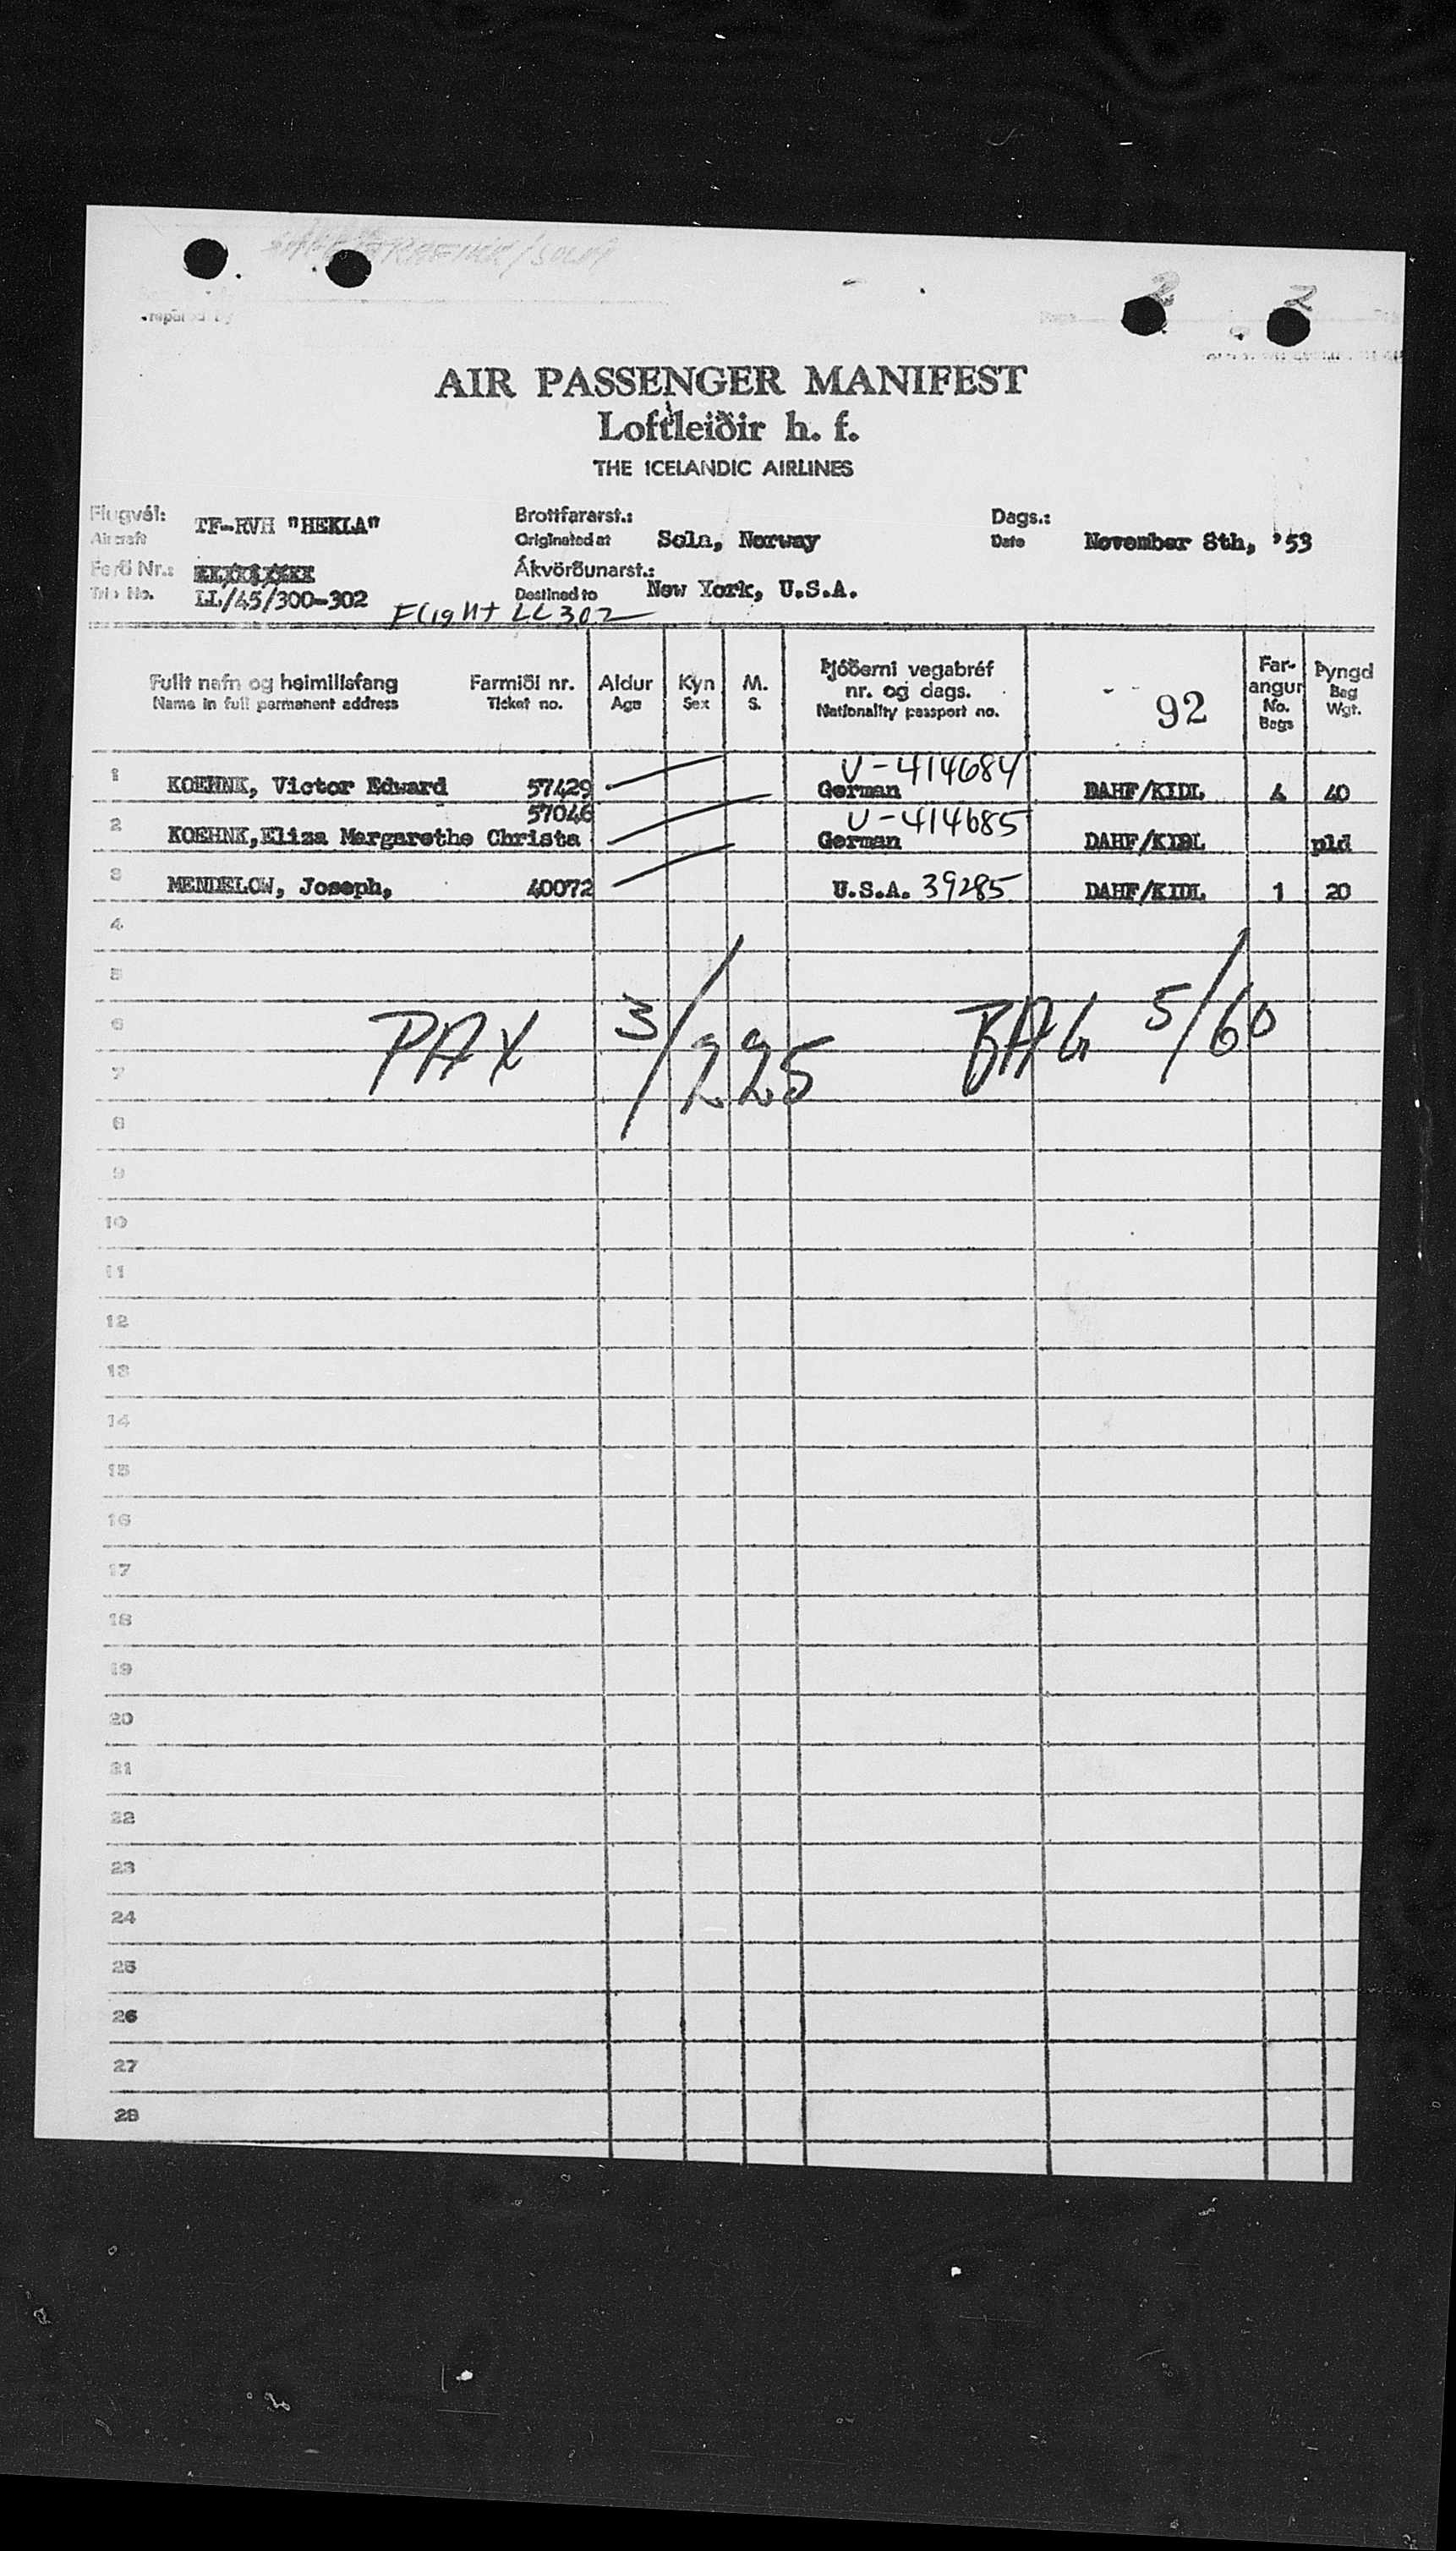 2 2
AIR PASSENGER MANIFEST
Loftleiðir h. f.
THE ICELANDIC AIRLINES
Flugvél: TF-RVH "HEKLA" Brottfararst.: Dags.:
Aircraft Originated at Sola, Norway Date November 8th, '53
Ferð Nr.: Ákvörðunarst.:
Trip No. LL/45/300-302 Destined to New York, U.S.A.
Flight LL302
Fullt nafn og heimilisfang Farmiði nr. Aldur Kyn M. Þjóðerni vegabréf nr. og dags. 92 Far-angur Þyngd
Name in full permanent address Ticket no. Age Sex S. Nationality passport no. No. Bags Bag Wgt.
V-414684
1 KOEHNK, Victor Edward 57429 German DAHF/KIDL 4 40
57046 V-414685
2 KOEHNK,Eliza Margarethe Christa German DAHF/KIDL pld
3 MENDELOW, Joseph, 40072 U.S.A. 39285 DAHF/KIDL 1 20
4
5
6
PAX 3/225 BAG 5/60
7
8
9
10
11
12
13
14
15
16
17
18
19
20
21
22
23
24
25
26
27
28